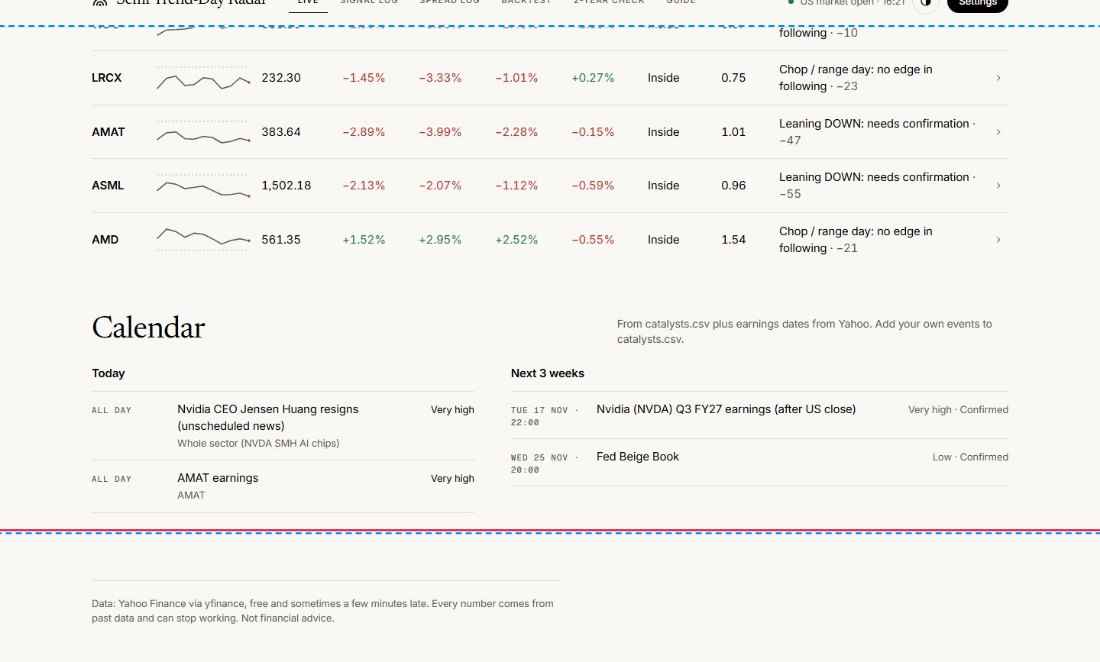 Semi Trend-Day Radar LIVE SIGNAL LOG SPREAD LOG BACKTEST 2-YEAR CHECK GUIDE US market open · 16:21 Settings
following · −10
LRCX 232.30 −1.45% −3.33% −1.01% +0.27% Inside 0.75 Chop / range day: no edge in
following · −23
AMAT 383.64 −2.89% −3.99% −2.28% −0.15% Inside 1.01 Leaning DOWN: needs confirmation ·
−47
ASML 1,502.18 −2.13% −2.07% −1.12% −0.59% Inside 0.96 Leaning DOWN: needs confirmation ·
−55
AMD 561.35 +1.52% +2.95% +2.52% −0.55% Inside 1.54 Chop / range day: no edge in
following · −21
Calendar
From catalysts.csv plus earnings dates from Yahoo. Add your own events to
catalysts.csv.
Today
ALL DAY Nvidia CEO Jensen Huang resigns Very high
(unscheduled news)
Whole sector (NVDA SMH AI chips)
ALL DAY AMAT earnings Very high
AMAT
Next 3 weeks
TUE 17 NOV · Nvidia (NVDA) Q3 FY27 earnings (after US close) Very high · Confirmed
22:00
WED 25 NOV · Fed Beige Book Low · Confirmed
20:00
Data: Yahoo Finance via yfinance, free and sometimes a few minutes late. Every number comes from
past data and can stop working. Not financial advice.